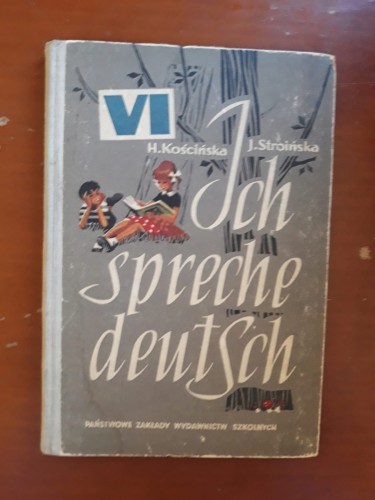 VI
H. Kościńska J. Stroińska
Ich
spreche
deutsch
PAŃSTWOWE ZAKŁADY WYDAWNICTW SZKOLNYCH